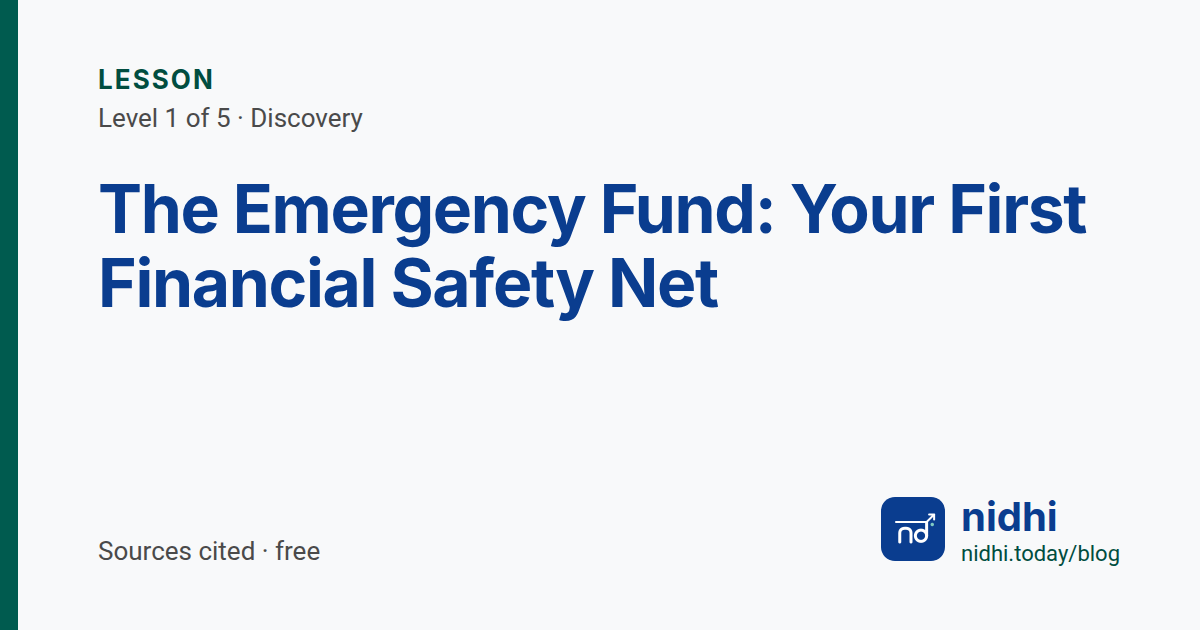 LESSON
Level 1 of 5 · Discovery
The Emergency Fund: Your First
Financial Safety Net
Sources cited · free
nd
nidhi
nidhi.today/blog